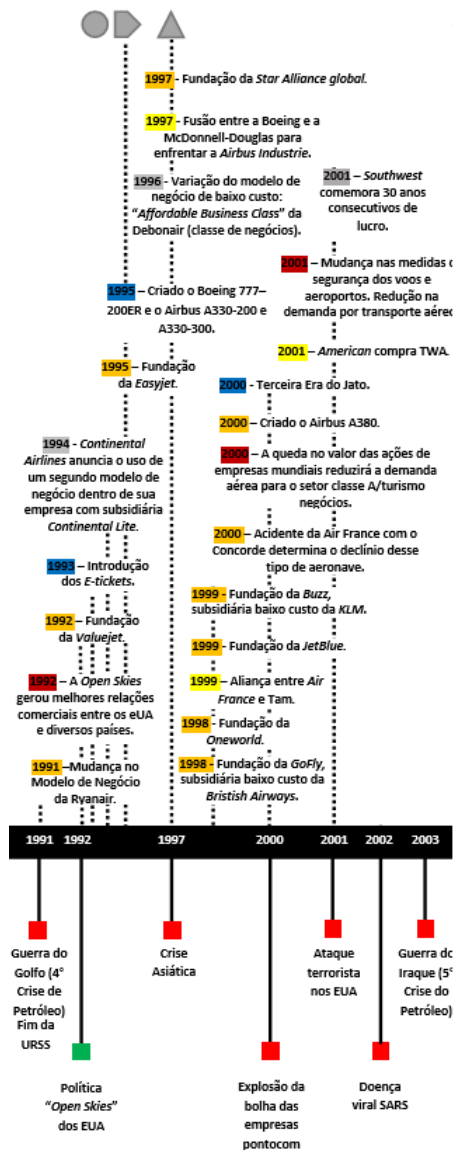 1997 - Fundação da Star Alliance global.
1997 - Fusão entre a Boeing e a
McDonnell-Douglas para
enfrentar a Airbus Industrie.
1996 - Variação do modelo de
negócio de baixo custo:
“Affordable Business Class” da
Debonair (classe de negócios).
2001 – Southwest
comemora 30 anos
consecutivos de
lucro.
2001 – Mudança nas medidas d
segurança dos voos e
aeroportos. Redução na
demanda por transporte aérec
1995 – Criado o Boeing 777–
200ER e o Airbus A330-200 e
A330-300.
2001 – American compra TWA.
1995 – Fundação
da Easyjet.
2000 - Terceira Era do Jato.
2000 – Criado o Airbus A380.
2000 – A queda no valor das ações de
empresas mundiais reduzirá a demanda
aérea para o setor classe A/turismo
negócios.
1994 - Continental
Airlines anuncia o uso de
um segundo modelo de
negócio dentro de sua
empresa com subsidiária
Continental Lite.
2000 – Acidente da Air France com o
Concorde determina o declínio desse
tipo de aeronave.
1993 – Introdução
dos E-tickets.
1999 - Fundação da Buzz,
subsidiária baixo custo da KLM.
1992 – Fundação
da Valuejet.
1999 - Fundação da JetBlue.
1992 – A Open Skies
gerou melhores relações
comerciais entre os eUA
e diversos países.
1999 – Aliança entre Air
France e Tam.
1998 - Fundação da
Oneworld.
1991 –Mudança no
Modelo de Negócio
da Ryanair.
1998 - Fundação da GoFly,
subsidiária baixo custo da
Bristish Airways.
1991 1992 1997 2000 2001 2002 2003
Guerra do
Golfo (4°
Crise de
Petróleo)
Fim da
URSS
Crise
Asiática
Ataque
terrorista
nos EUA
Guerra do
Iraque (5°
Crise do
Petróleo)
Política
“Open Skies”
dos EUA
Explosão da
bolha das
empresas
pontocom
Doença
viral SARS